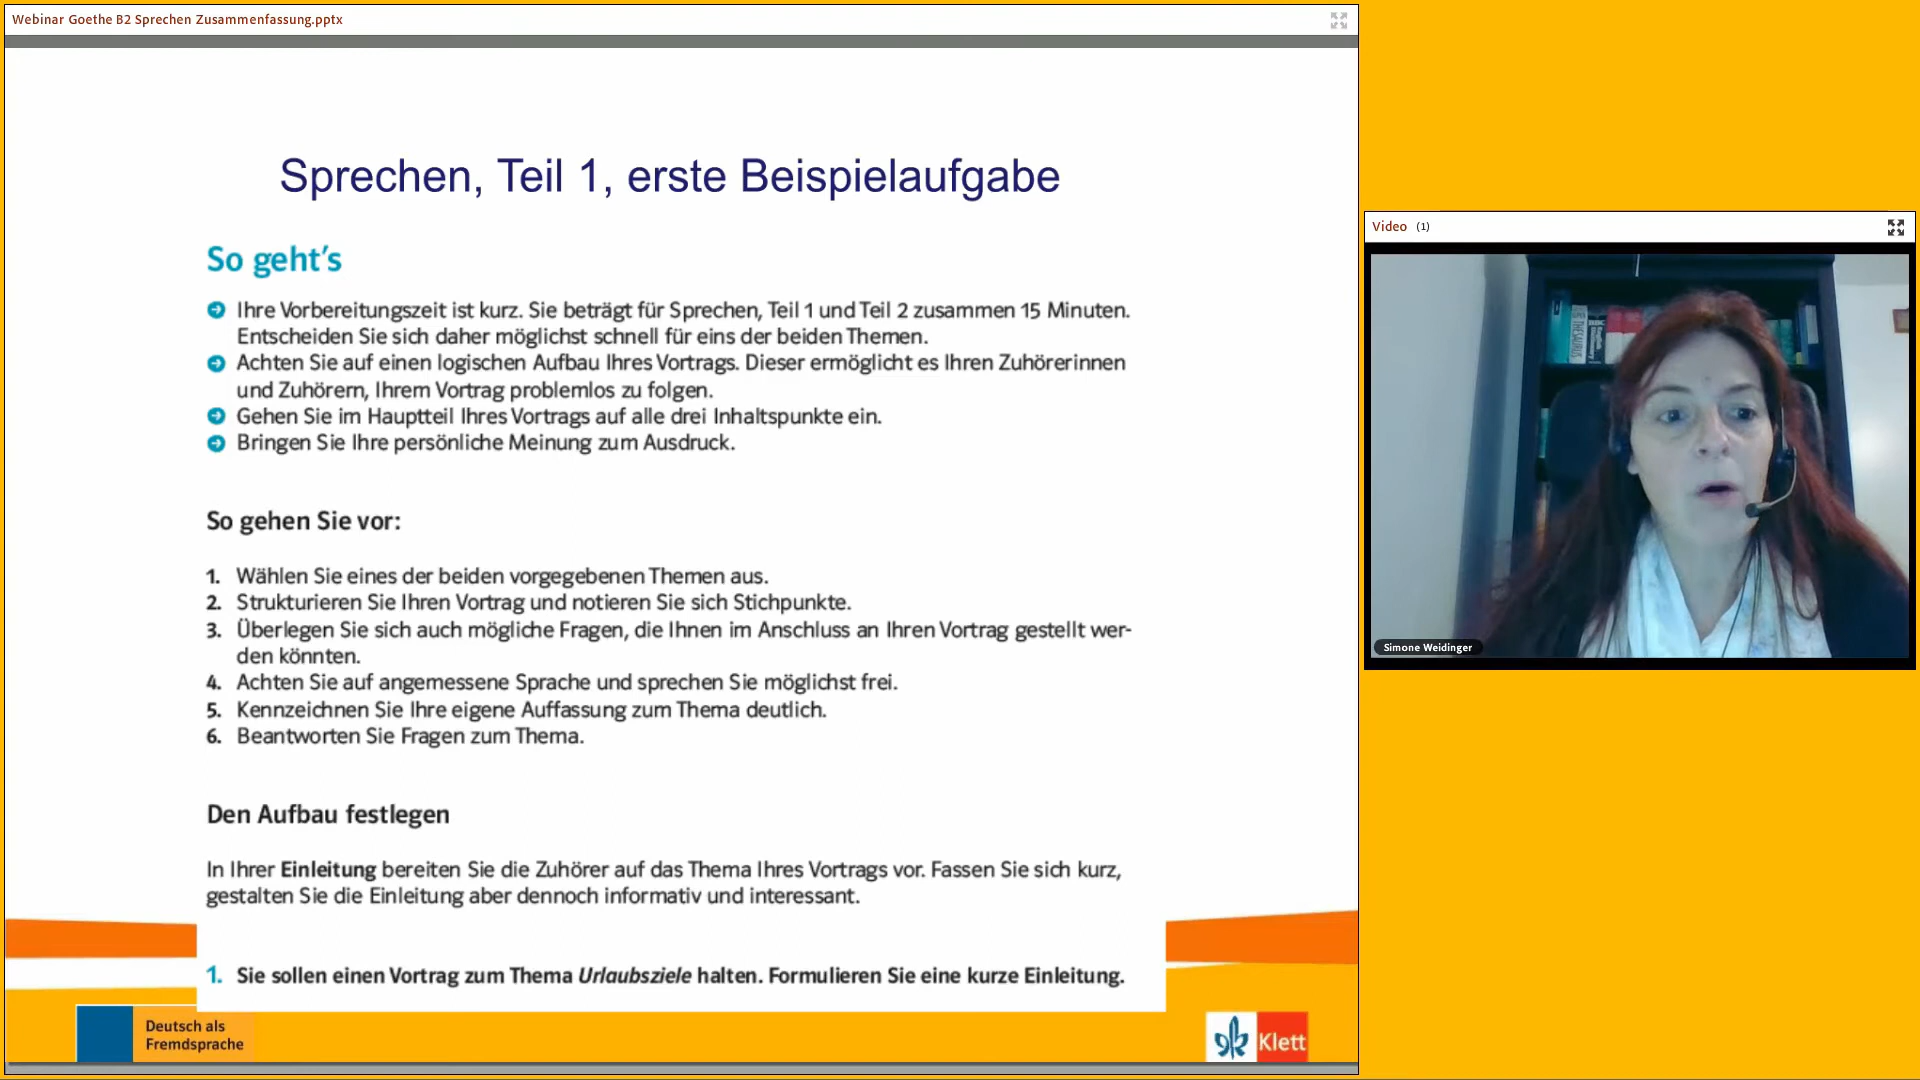 Webinar Goethe B2 Sprechen Zusammenfassung.pptx
Sprechen, Teil 1, erste Beispielaufgabe
So geht's
Ihre Vorbereitungszeit ist kurz. Sie beträgt für Sprechen, Teil 1 und Teil 2 zusammen 15 Minuten.
Entscheiden Sie sich daher möglichst schnell für eins der beiden Themen.
Achten Sie auf einen logischen Aufbau Ihres Vortrags. Dieser ermöglicht es Ihren Zuhörerinnen
und Zuhörern, Ihrem Vortrag problemlos zu folgen.
Gehen Sie im Hauptteil Ihres Vortrags auf alle drei Inhaltspunkte ein.
Bringen Sie Ihre persönliche Meinung zum Ausdruck.
So gehen Sie vor:
1. Wählen Sie eines der beiden vorgegebenen Themen aus.
2. Strukturieren Sie Ihren Vortrag und notieren Sie sich Stichpunkte.
3. Überlegen Sie sich auch mögliche Fragen, die Ihnen im Anschluss an Ihren Vortrag gestellt wer-
den könnten.
4. Achten Sie auf angemessene Sprache und sprechen Sie möglichst frei.
5. Kennzeichnen Sie Ihre eigene Auffassung zum Thema deutlich.
6. Beantworten Sie Fragen zum Thema.
Den Aufbau festlegen
In Ihrer Einleitung bereiten Sie die Zuhörer auf das Thema Ihres Vortrags vor. Fassen Sie sich kurz,
gestalten Sie die Einleitung aber dennoch informativ und interessant.
1. Sie sollen einen Vortrag zum Thema Urlaubsziele halten. Formulieren Sie eine kurze Einleitung.
Deutsch als
Fremdsprache
Klett
Video (1)
Simone Weidinger